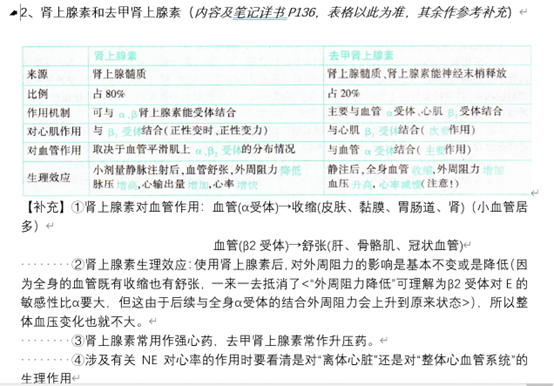 2、肾上腺素和去甲肾上腺素（内容及笔记详书 P136，表格以此为准，其余作参考补充）
肾上腺素 去甲肾上腺素
来源 肾上腺髓质 肾上腺髓质、肾上腺素能神经末梢释放
比例 占 80% 占 20%
作用机制 可与 α、β肾上腺素能受体结合 主要与血管 α受体、心肌 β₁受体结合
对心肌作用 与 β₁受体结合（正性变时、正性变力） 与心肌 β₁受体结合（次要作用）
对血管作用 取决于血管平滑肌上 α、β₂受体的分布情况 与血管 α受体结合（主要作用）
生理效应 小剂量静脉注射后，血管舒张，外周阻力降低 静注后，全身血管收缩，外周阻力增加
脉压增高，心输出量增加，心率增快 血压升高，心率减慢（注意！）
【补充】①肾上腺素对血管作用：血管(α受体)→收缩(皮肤、黏膜、胃肠道、肾)（小血管居
多）
血管(β2 受体)→舒张(肝、骨骼肌、冠状血管)
②肾上腺素生理效应：使用肾上腺素后，对外周阻力的影响是基本不变或是降低(因
为全身的血管既有收缩也有舒张，一来一去抵消了<“外周阻力降低”可理解为β2 受体对 E 的
敏感性比α要大，但这由于后续与全身α受体的结合外周阻力会上升到原来状态>)，所以整
体血压变化也就不大。
③肾上腺素常用作强心药，去甲肾上腺素常作升压药。
④涉及有关 NE 对心率的作用时要看清是对“离体心脏”还是对“整体心血管系统”的
生理作用